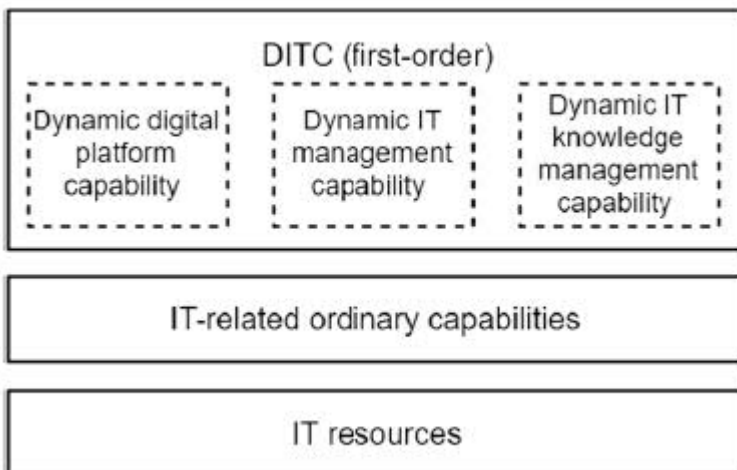 DITC (first-order)
Dynamic digital
platform
capability
Dynamic IT
management
capability
Dynamic IT
knowledge
management
capability
IT-related ordinary capabilities
IT resources